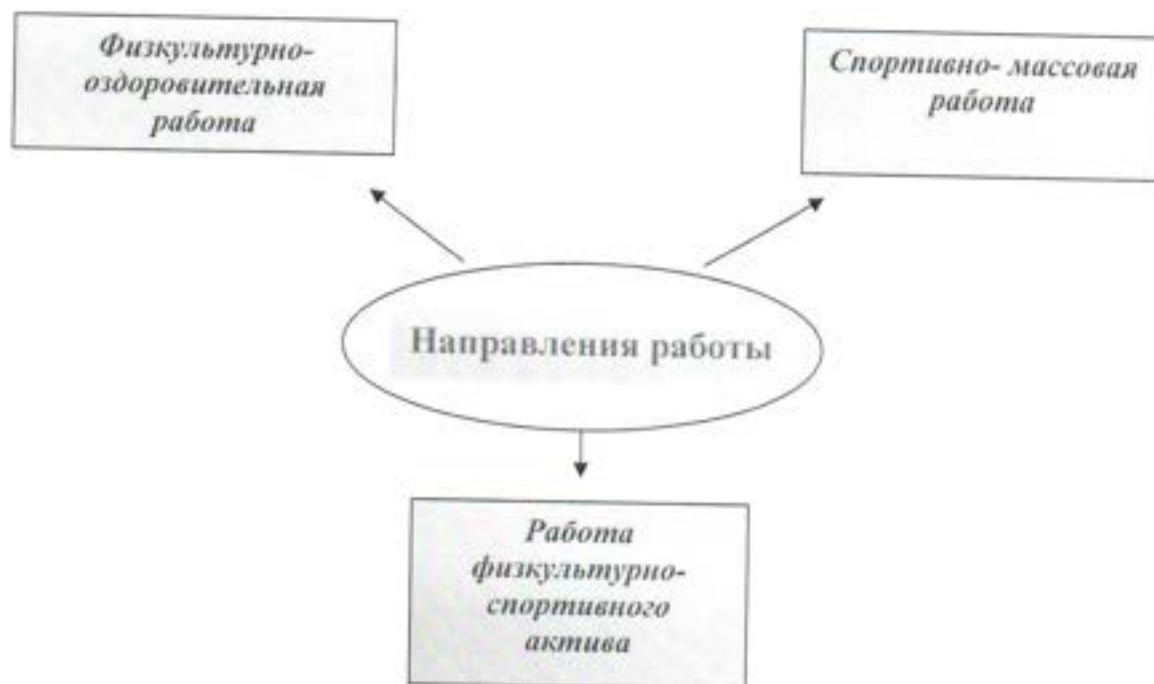 Физкультурно-
оздоровительная
работа
Спортивно- массовая
работа
Направления работы
Работа
физкультурно-
спортивного
актива